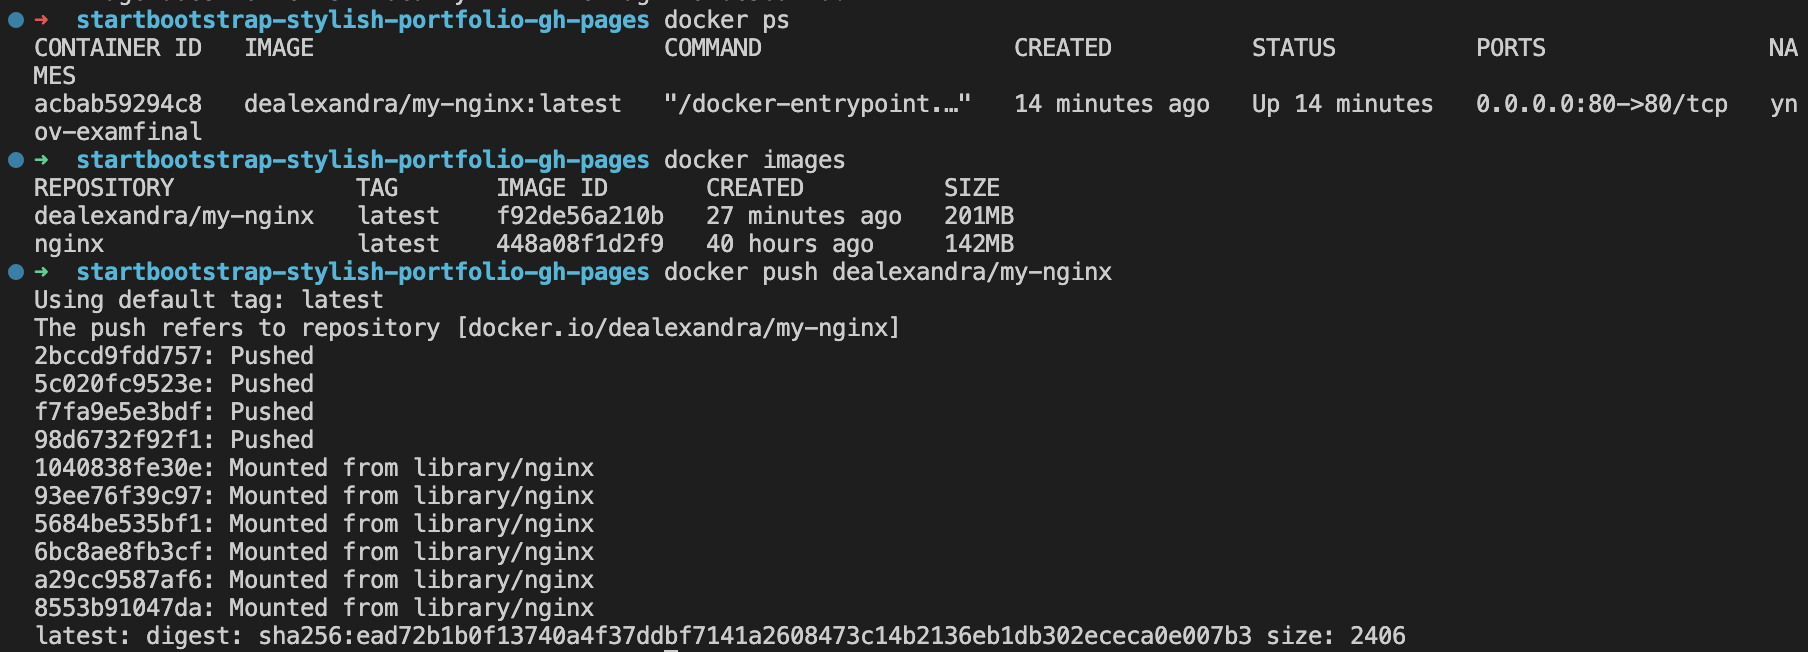 ➜ startbootstrap-stylish-portfolio-gh-pages docker ps
CONTAINER ID IMAGE COMMAND CREATED STATUS PORTS NA
MES
acbab59294c8 dealexandra/my-nginx:latest "/docker-entrypoint.…" 14 minutes ago Up 14 minutes 0.0.0.0:80->80/tcp yn
ov-examfinal
➜ startbootstrap-stylish-portfolio-gh-pages docker images
REPOSITORY TAG IMAGE ID CREATED SIZE
dealexandra/my-nginx latest f92de56a210b 27 minutes ago 201MB
nginx latest 448a08f1d2f9 40 hours ago 142MB
➜ startbootstrap-stylish-portfolio-gh-pages docker push dealexandra/my-nginx
Using default tag: latest
The push refers to repository [docker.io/dealexandra/my-nginx]
2bccd9fdd757: Pushed
5c020fc9523e: Pushed
f7fa9e5e3bdf: Pushed
98d6732f92f1: Pushed
1040838fe30e: Mounted from library/nginx
93ee76f39c97: Mounted from library/nginx
5684be535bf1: Mounted from library/nginx
6bc8ae8fb3cf: Mounted from library/nginx
a29cc9587af6: Mounted from library/nginx
8553b91047da: Mounted from library/nginx
latest: digest: sha256:ead72b1b0f13740a4f37ddbf7141a2608473c14b2136eb1db302ececa0e007b3 size: 2406